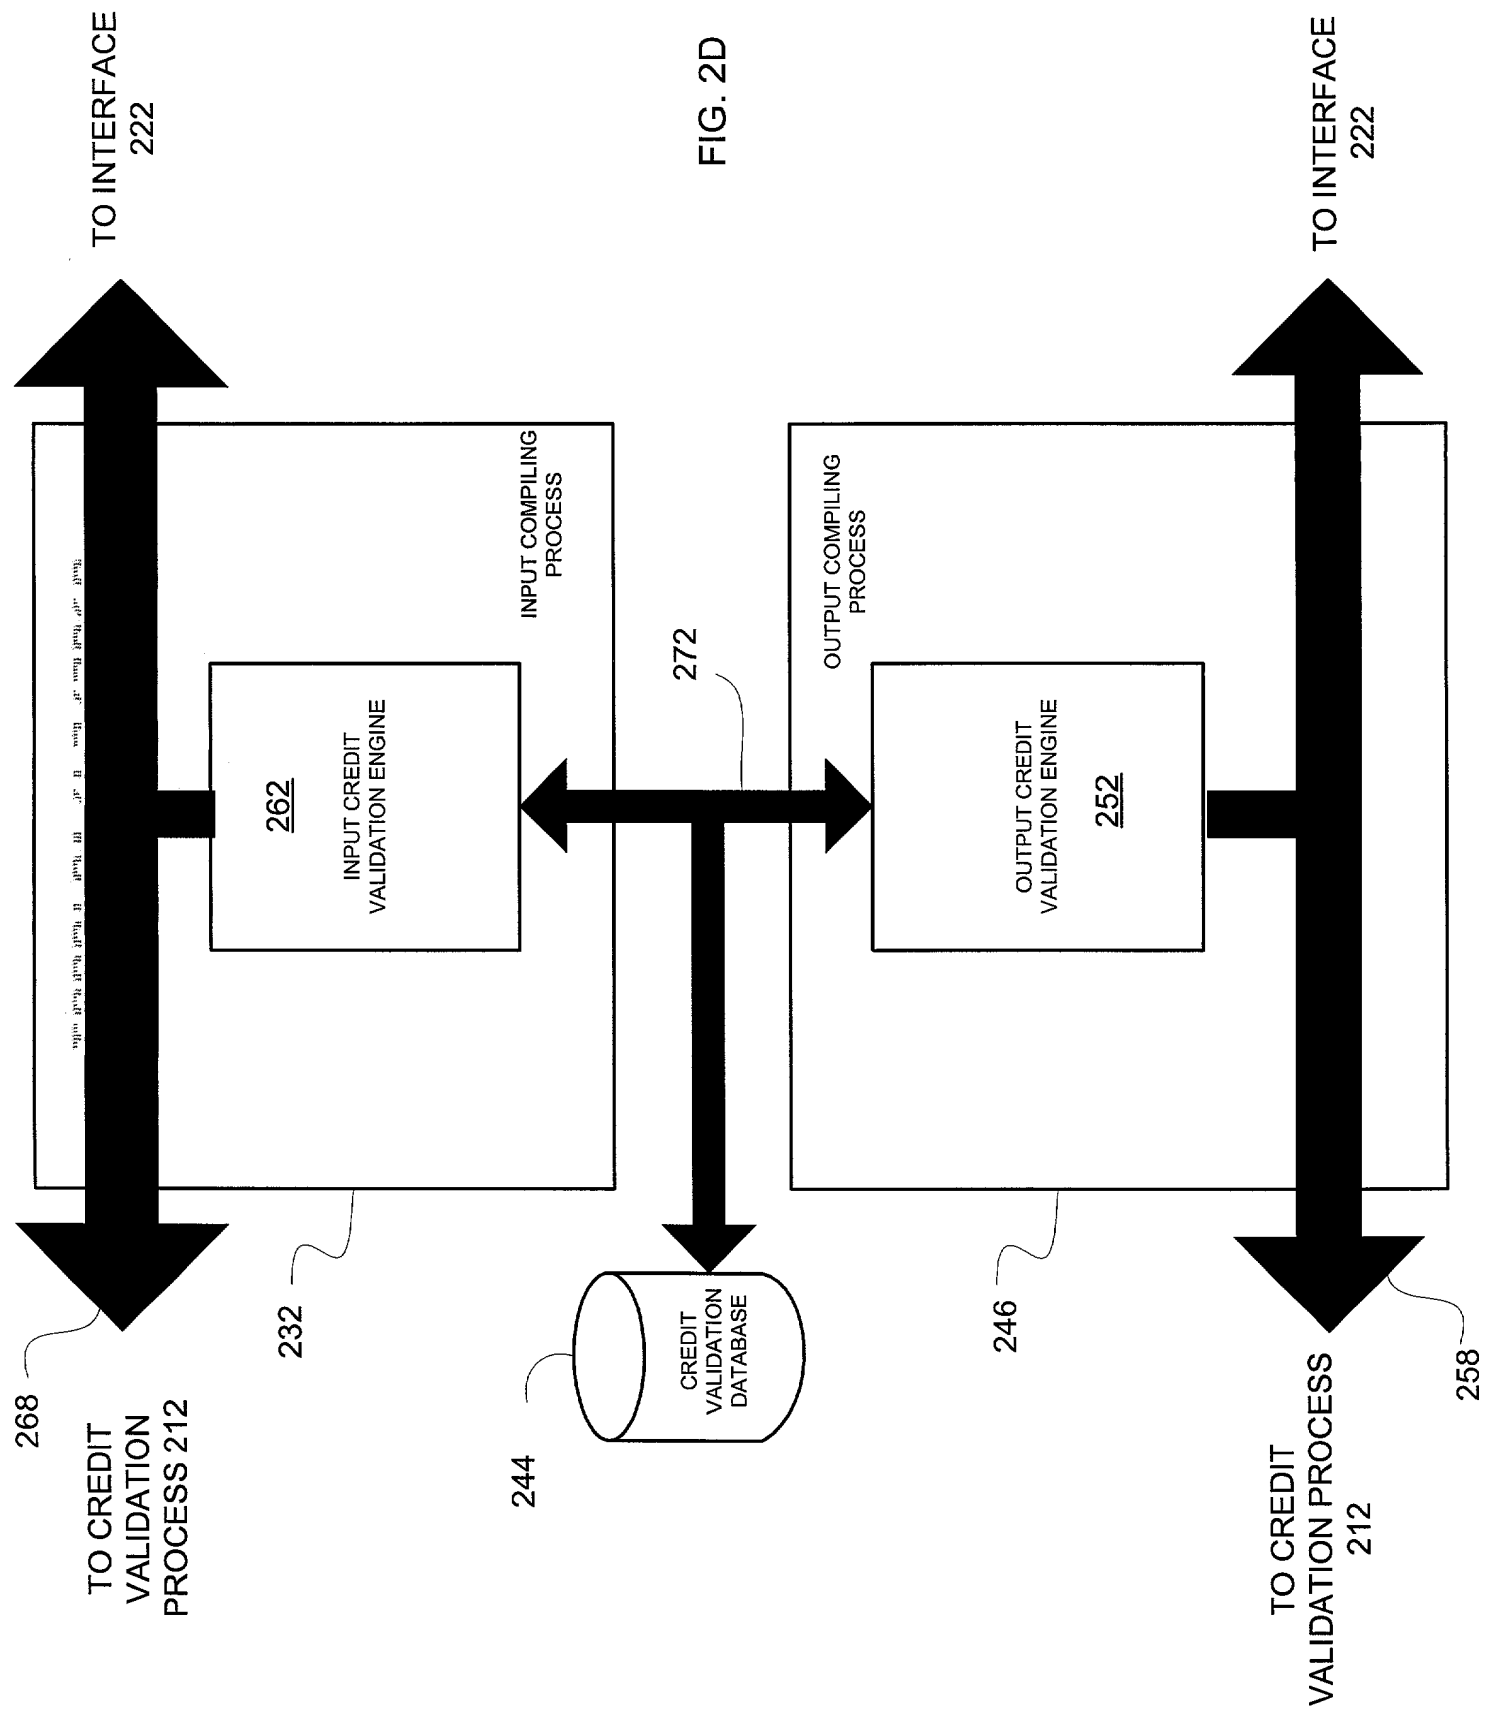 TO CREDIT
VALIDATION
PROCESS 212
268
TO INTERFACE
222
232
262
INPUT CREDIT
VALIDATION ENGINE
INPUT COMPILING
PROCESS
244
CREDIT
VALIDATION
DATABASE
272
FIG. 2D
OUTPUT COMPILING
PROCESS
OUTPUT CREDIT
VALIDATION ENGINE
252
246
TO CREDIT
VALIDATION PROCESS
212
258
TO INTERFACE
222